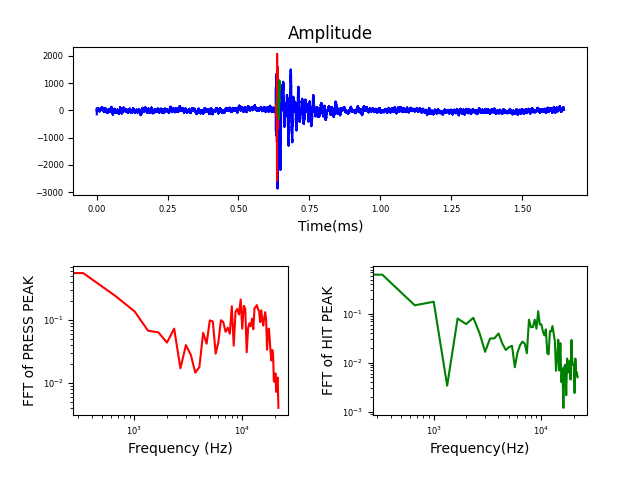 Amplitude
2000
1000
0
−1000
−2000
−3000
0.00 0.25 0.50 0.75 1.00 1.25 1.50
Time(ms)
FFT of PRESS PEAK
10⁻¹
10⁻²
10³ 10⁴
Frequency (Hz)
FFT of HIT PEAK
10⁻¹
10⁻²
10⁻³
10³ 10⁴
Frequency(Hz)